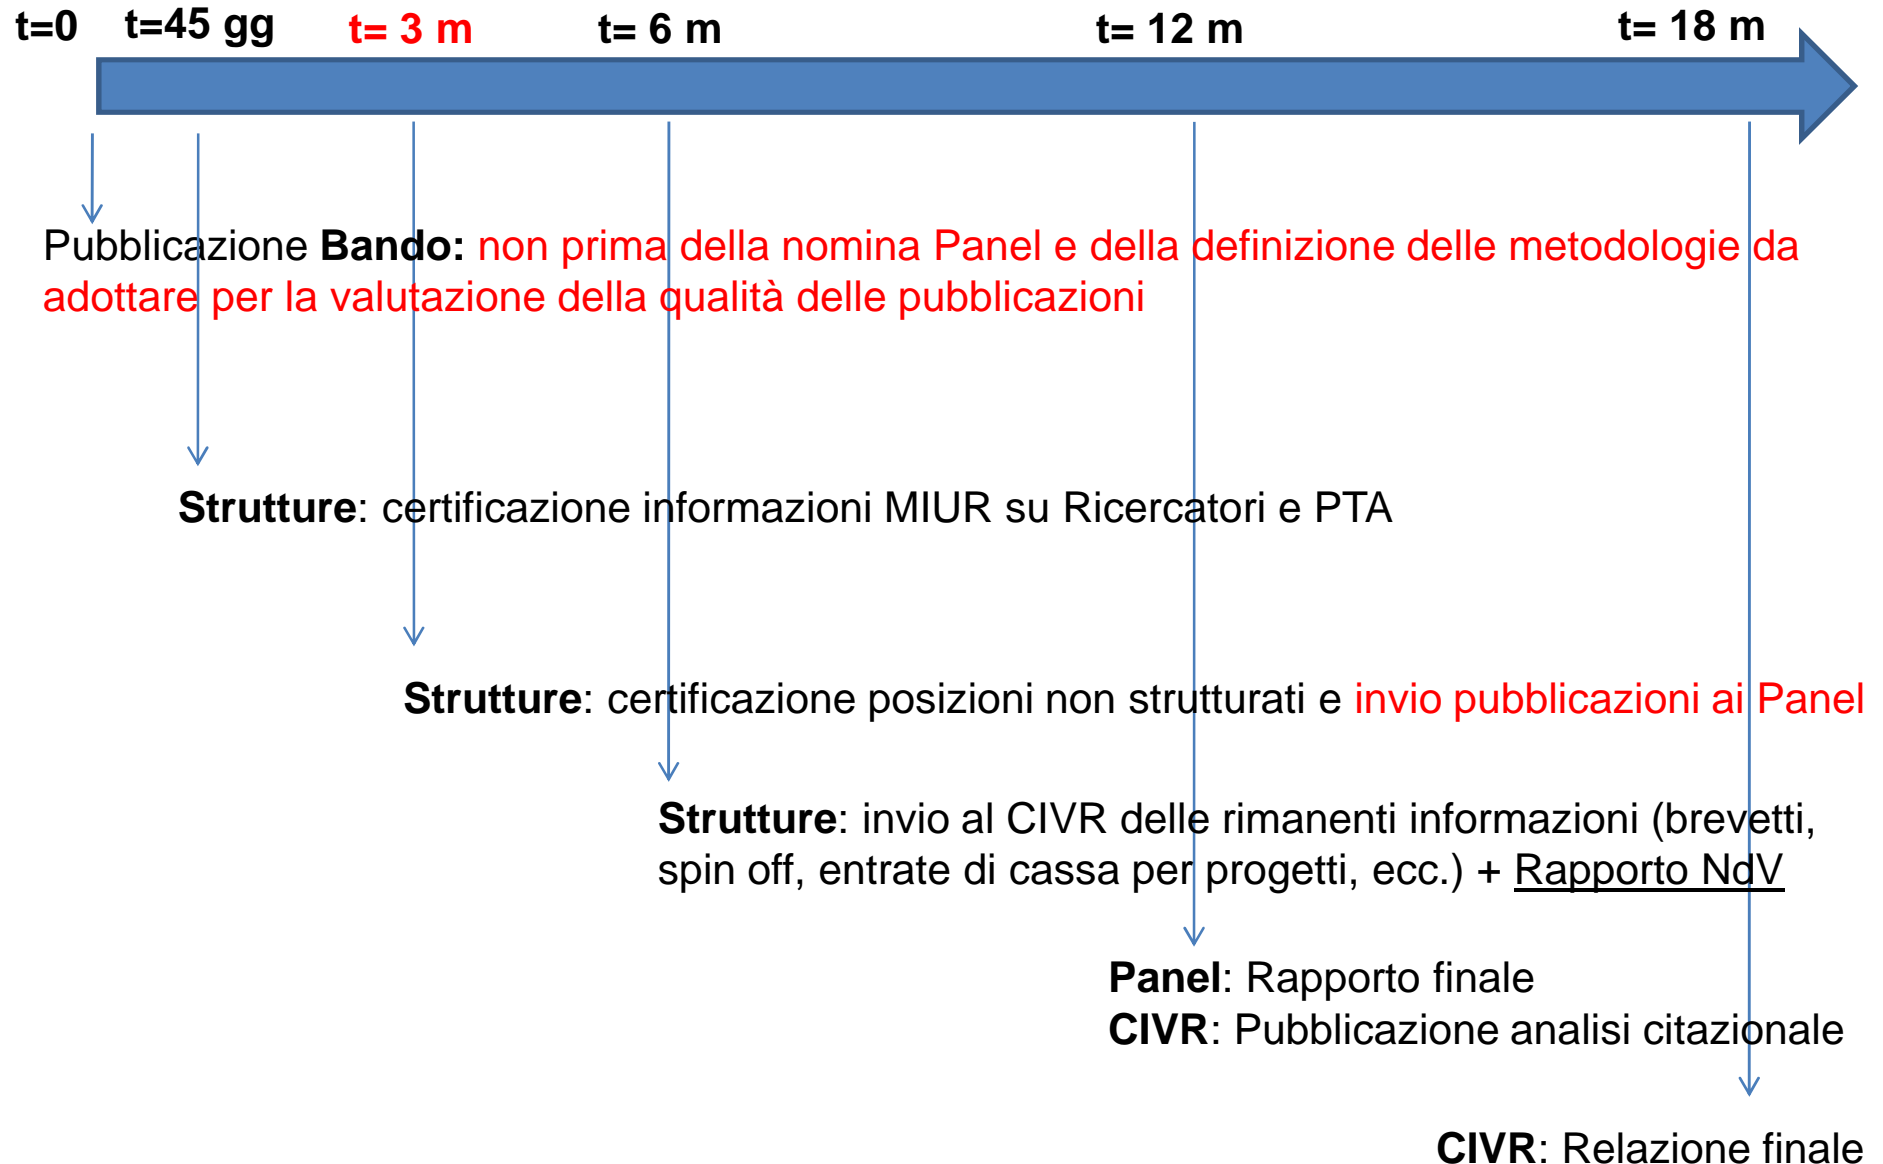 t=0 t=45 gg t= 3 m t= 6 m t= 12 m t= 18 m
Pubblicazione Bando: non prima della nomina Panel e della definizione delle metodologie da
adottare per la valutazione della qualità delle pubblicazioni
Strutture: certificazione informazioni MIUR su Ricercatori e PTA
Strutture: certificazione posizioni non strutturati e invio pubblicazioni ai Panel
Strutture: invio al CIVR delle rimanenti informazioni (brevetti,
spin off, entrate di cassa per progetti, ecc.) + Rapporto NdV
Panel: Rapporto finale
CIVR: Pubblicazione analisi citazionale
CIVR: Relazione finale